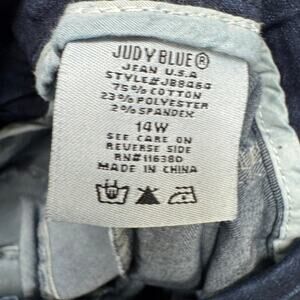 JUDY BLUE®
JEAN U.S.A
STYLE#JB8464
75% COTTON
23% POLYESTER
2% SPANDEX
14W
SEE CARE ON
REVERSE SIDE
RN#116380
MADE IN CHINA